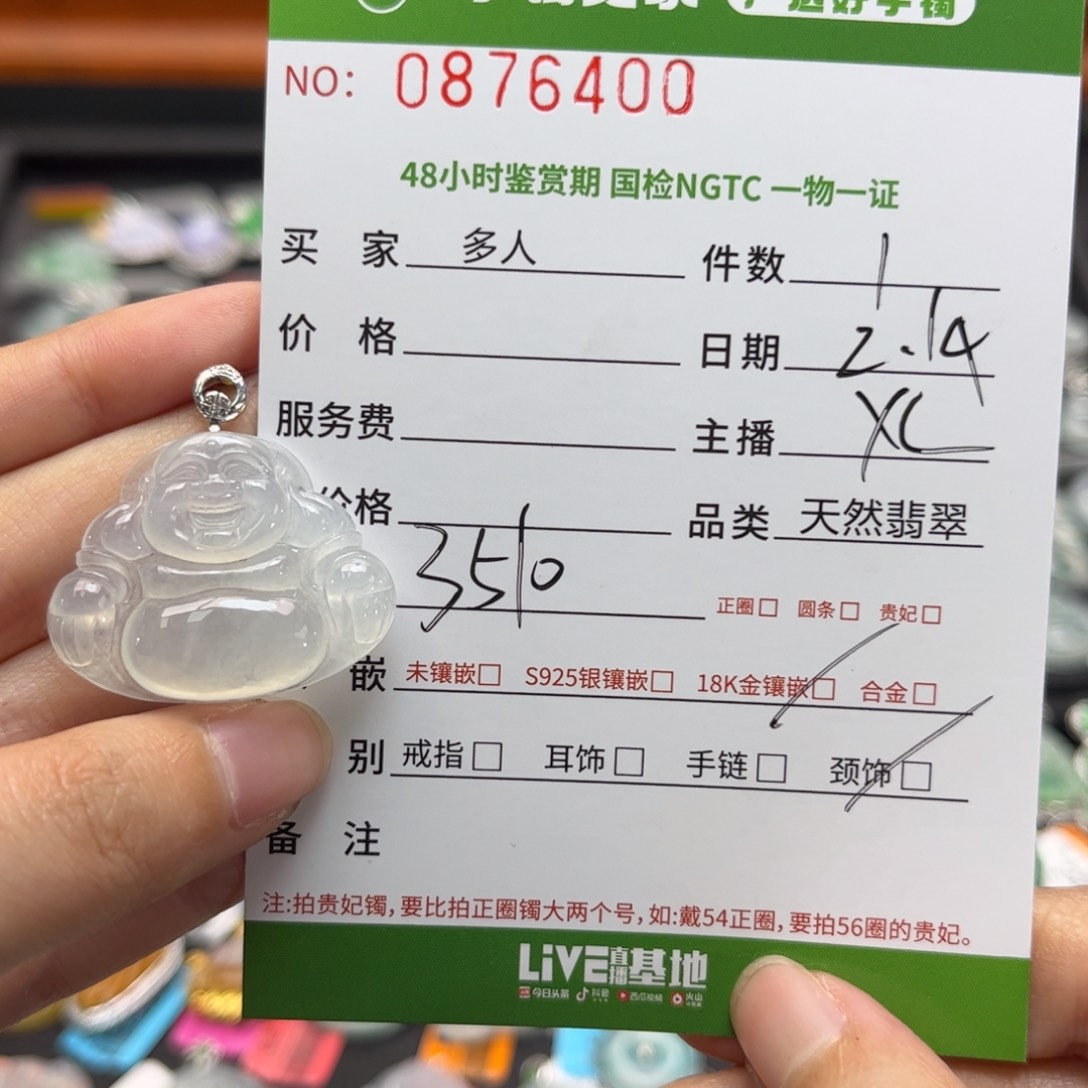 NO: 0876400
48小时鉴赏期 国检NGTC 一物一证
买 家 多人 件数 1
价 格 日期 2.14
服务费 主播 XC
价格 品类 天然翡翠
3510 正圈□ 圆条□ 贵妃□
嵌 未镶嵌□ S925银镶嵌□ 18K金镶嵌□ 合金□
别 戒指□ 耳饰□ 手链□ 颈饰□
备 注
注:拍贵妃镯,要比拍正圈镯大两个号,如:戴54正圈,要拍56圈的贵妃。
LiVE直播基地
今日头条 抖音 西瓜视频 火山